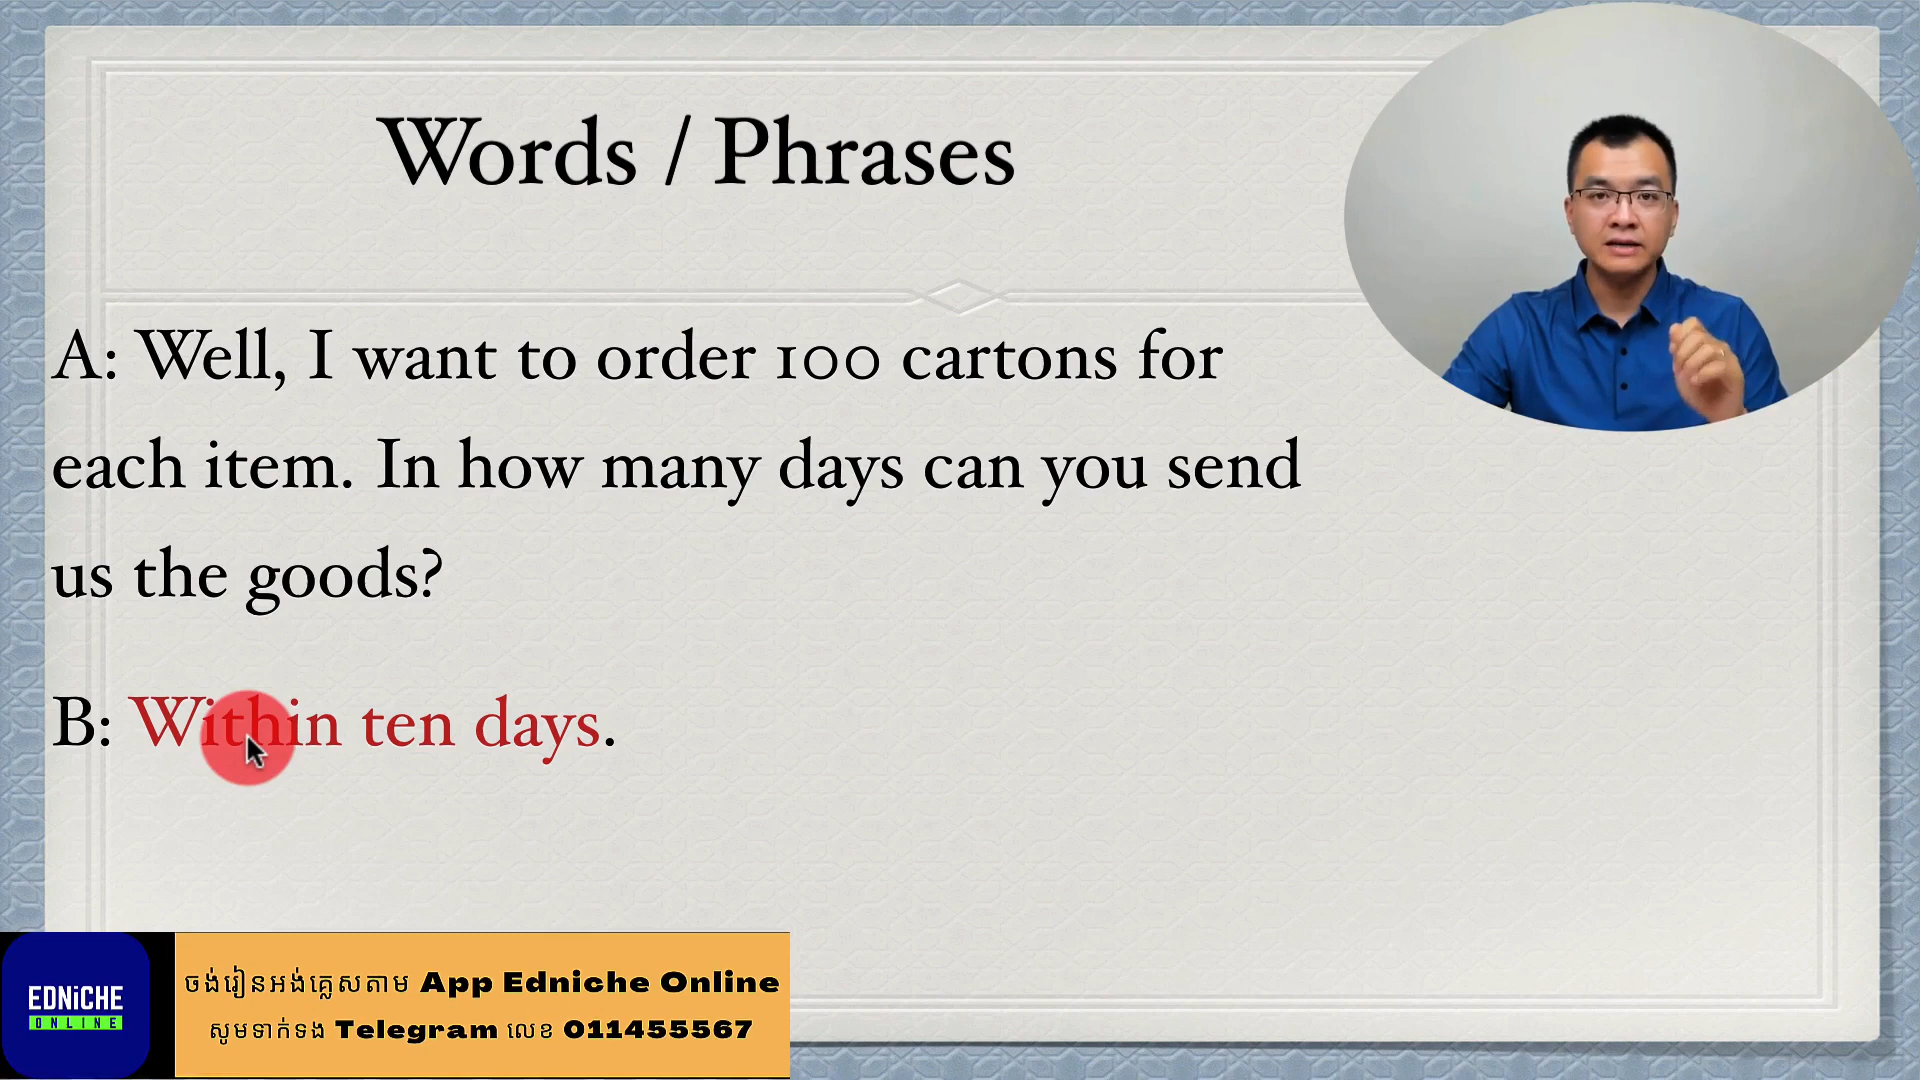 Words / Phrases
A: Well, I want to order 100 cartons for
each item. In how many days can you send
us the goods?
B: Within ten days.
EDNiCHE
ONLINE
ចង់រៀនអង់គ្លេសតាម App Edniche Online
សូមទាក់ទង Telegram លេខ 011455567